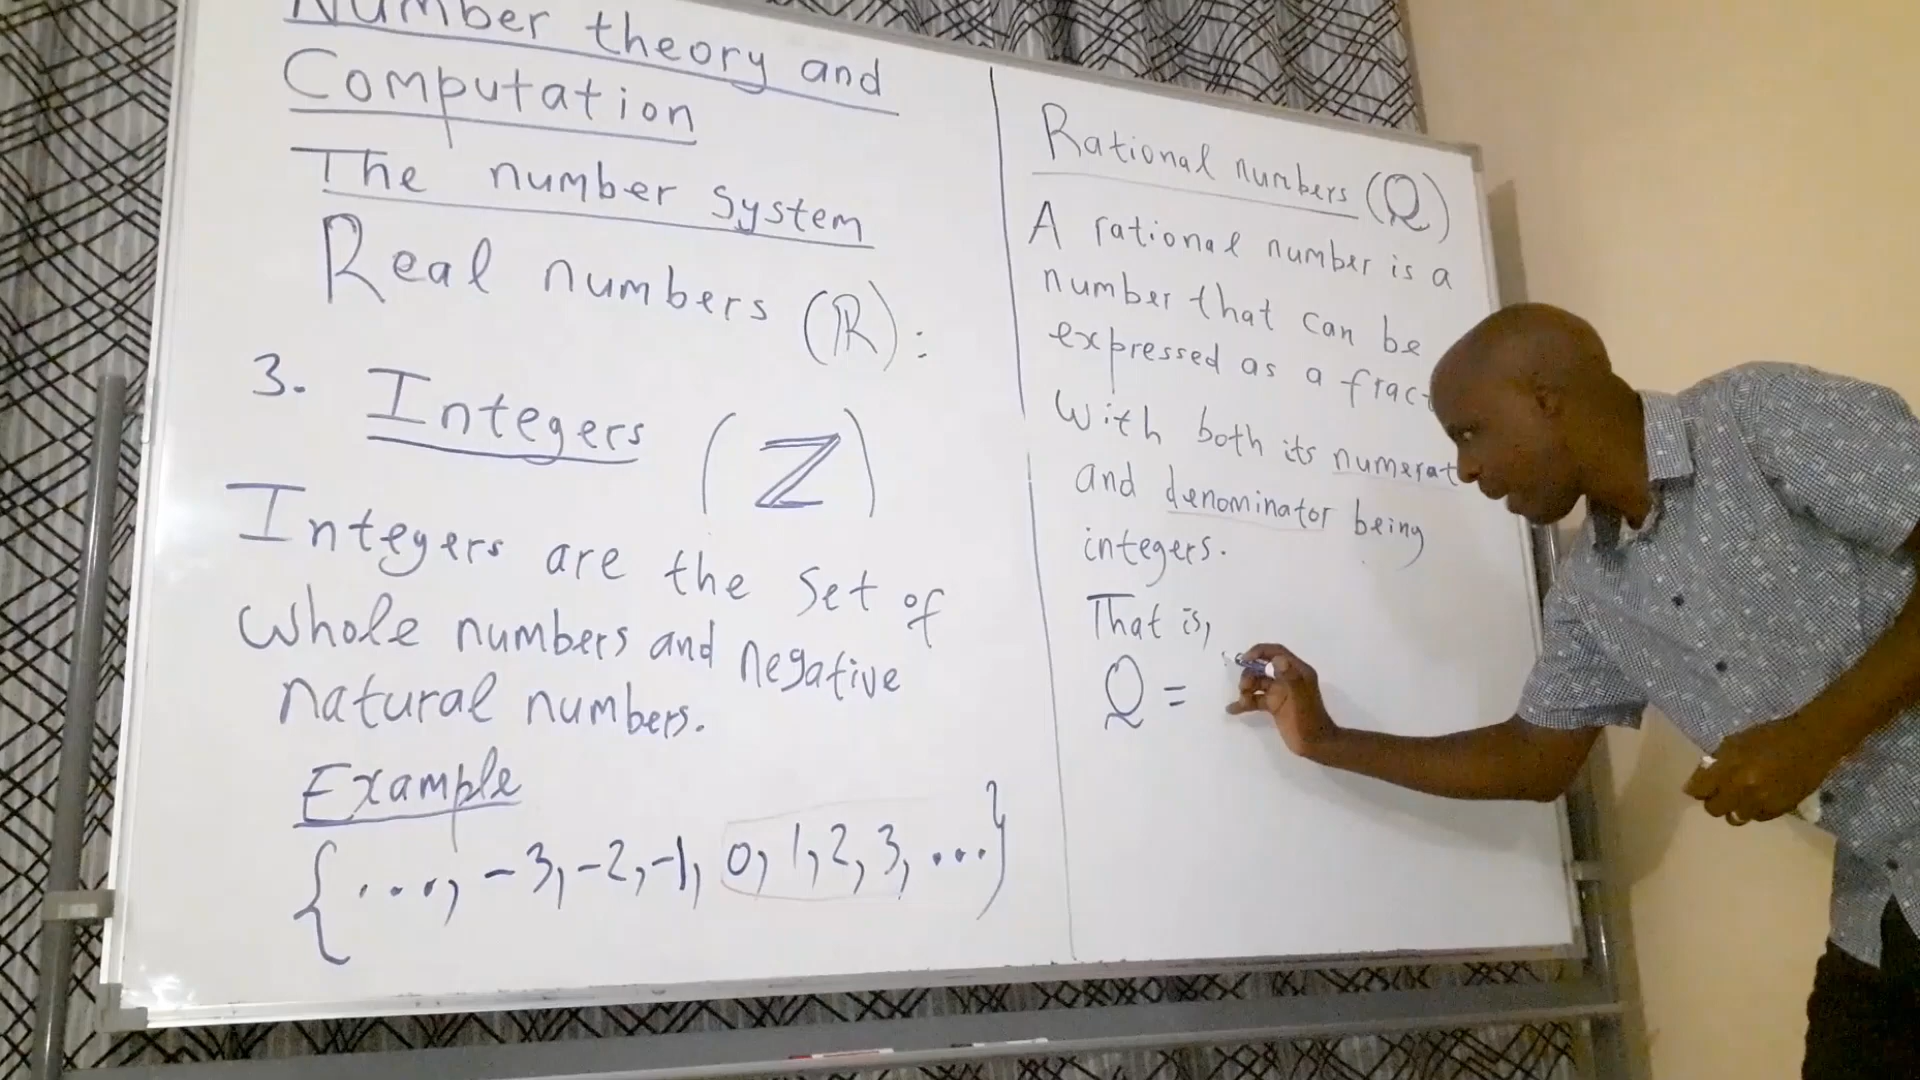 Number theory and
Computation
The number system
Real numbers (ℝ):
3. Integers (ℤ)
Integers are the set of
whole numbers and negative
natural numbers.
Example
{..., -3, -2, -1, 0, 1, 2, 3, ...}
Rational numbers (Q)
A rational number is a
number that can be
expressed as a fract
With both its numerat
and denominator being
integers.
That is,
Q =